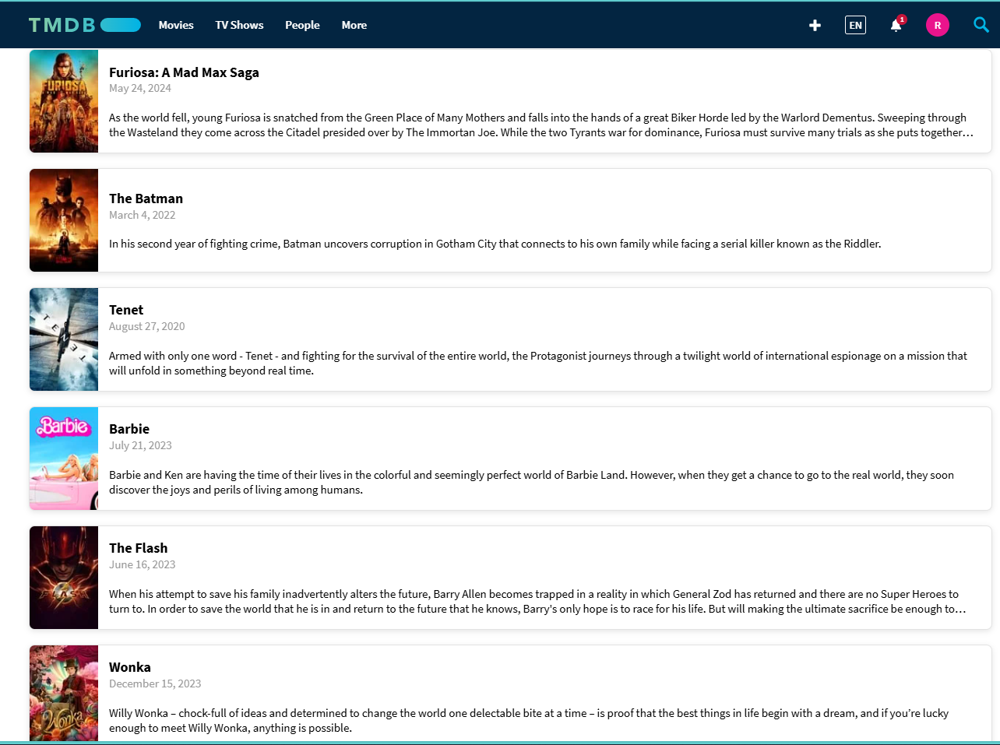 TMDB Movies TV Shows People More EN 1 R
FURIOSA
Furiosa: A Mad Max Saga
May 24, 2024
As the world fell, young Furiosa is snatched from the Green Place of Many Mothers and falls into the hands of a great Biker Horde led by the Warlord Dementus. Sweeping through
the Wasteland they come across the Citadel presided over by The Immortan Joe. While the two Tyrants war for dominance, Furiosa must survive many trials as she puts together…
The Batman
March 4, 2022
In his second year of fighting crime, Batman uncovers corruption in Gotham City that connects to his own family while facing a serial killer known as the Riddler.
TENET
Tenet
August 27, 2020
Armed with only one word - Tenet - and fighting for the survival of the entire world, the Protagonist journeys through a twilight world of international espionage on a mission that
will unfold in something beyond real time.
Barbie
Barbie
July 21, 2023
Barbie and Ken are having the time of their lives in the colorful and seemingly perfect world of Barbie Land. However, when they get a chance to go to the real world, they soon
discover the joys and perils of living among humans.
FLASH
The Flash
June 16, 2023
When his attempt to save his family inadvertently alters the future, Barry Allen becomes trapped in a reality in which General Zod has returned and there are no Super Heroes to
turn to. In order to save the world that he is in and return to the future that he knows, Barry's only hope is to race for his life. But will making the ultimate sacrifice be enough to…
Wonka
Wonka
December 15, 2023
Willy Wonka – chock-full of ideas and determined to change the world one delectable bite at a time – is proof that the best things in life begin with a dream, and if you’re lucky
enough to meet Willy Wonka, anything is possible.